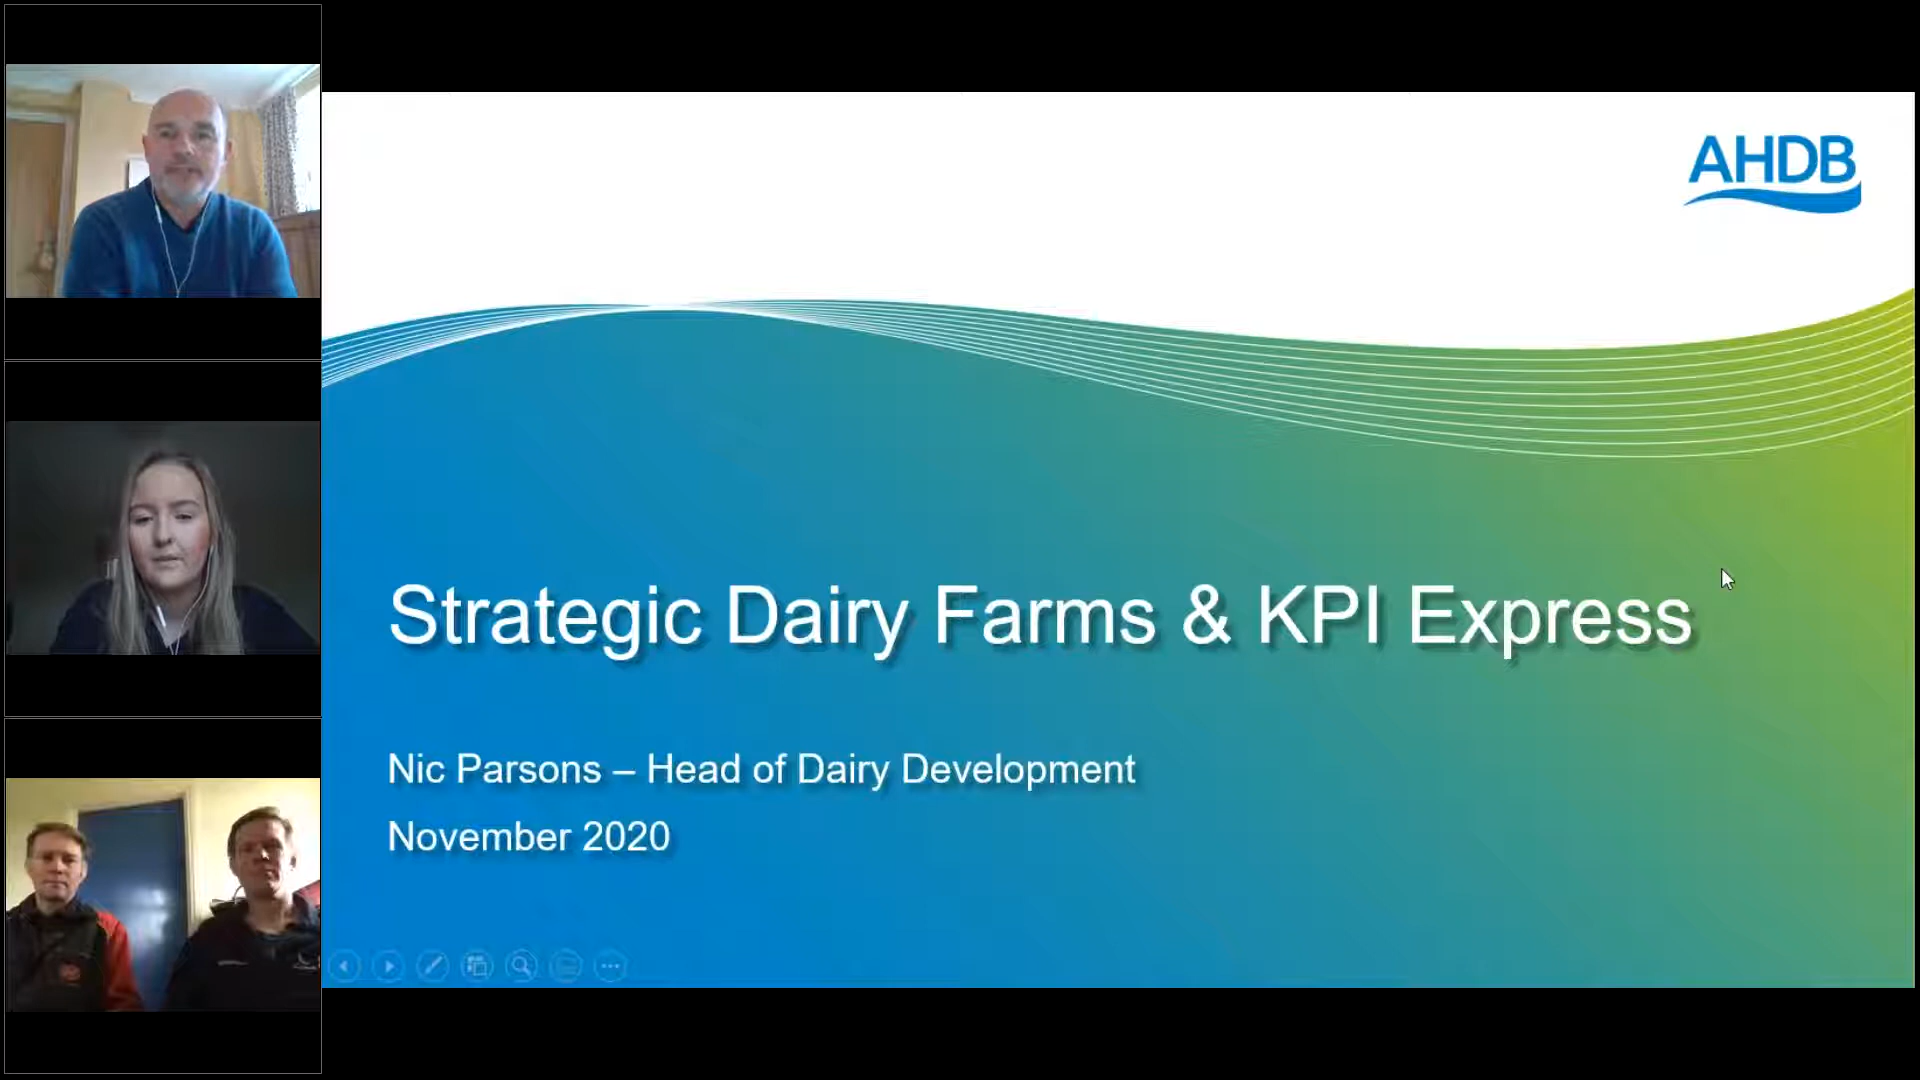 AHDB
Strategic Dairy Farms & KPI Express
Nic Parsons – Head of Dairy Development
November 2020